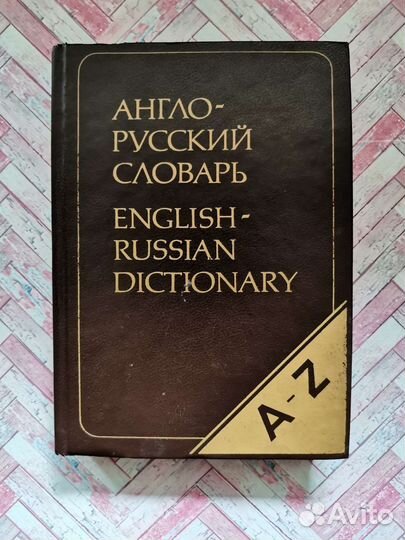 АНГЛО-
РУССКИЙ
СЛОВАРЬ
ENGLISH-
RUSSIAN
DICTIONARY
A-Z
Avito